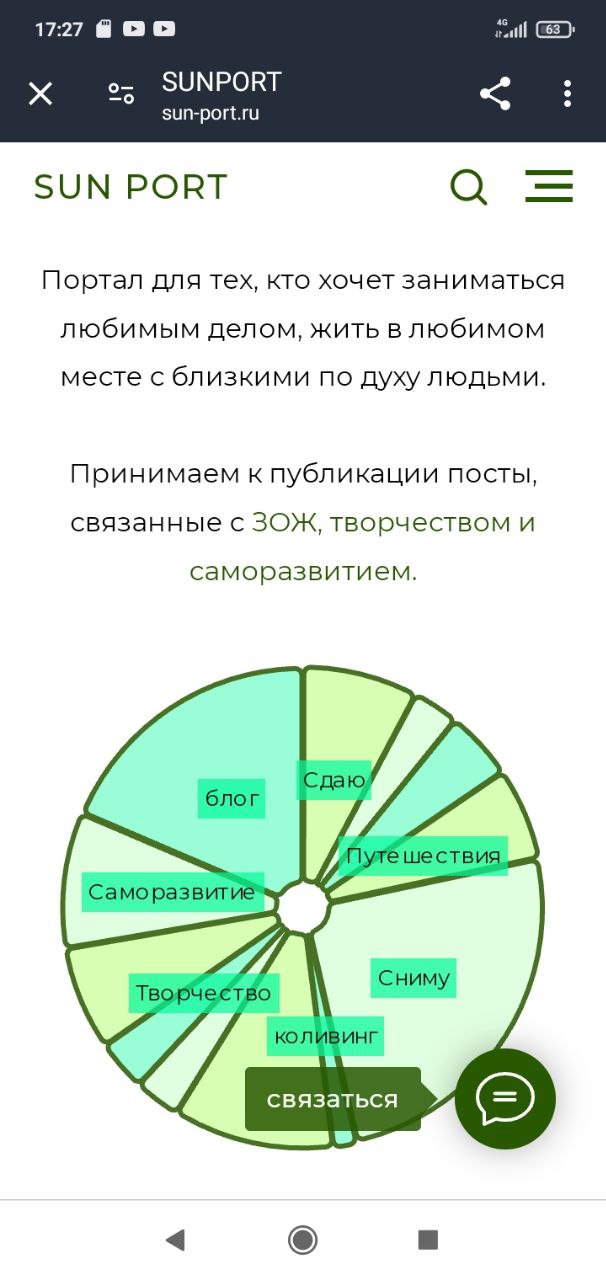 17:27
4G
63
SUNPORT
sun-port.ru
SUN PORT
Портал для тех, кто хочет заниматься
любимым делом, жить в любимом
месте с близкими по духу людьми.
Принимаем к публикации посты,
связанные с ЗОЖ, творчеством и
саморазвитием.
Сдаю
блог
Путешествия
Саморазвитие
Сниму
Творчество
коливинг
связаться